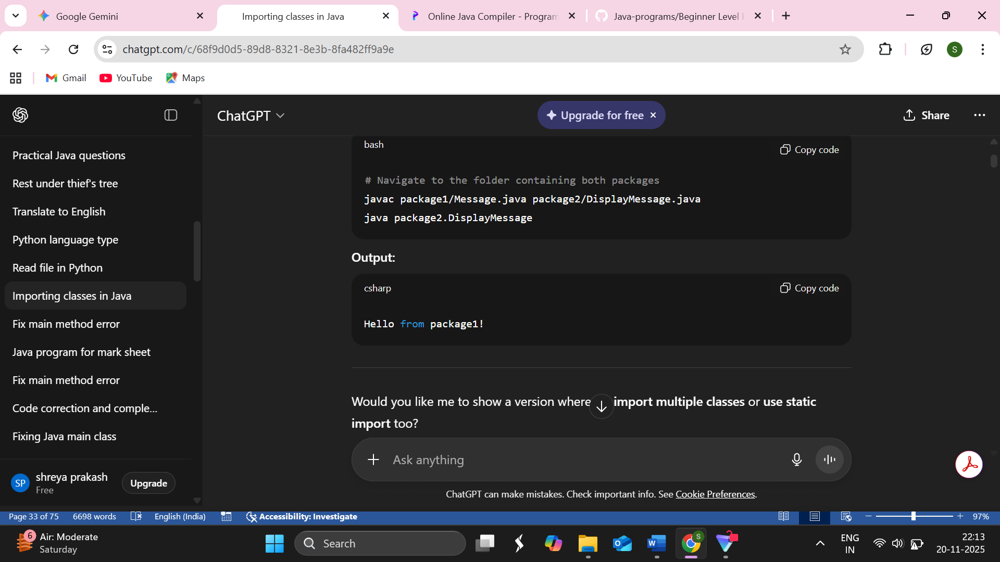 Google Gemini
Importing classes in Java
Online Java Compiler - Program
Java-programs/Beginner Level
chatgpt.com/c/68f9d0d5-89d8-8321-8e3b-8fa482ff9a9e
S
Gmail
YouTube
Maps
ChatGPT
Upgrade for free
Share
Practical Java questions
Rest under thief's tree
Translate to English
Python language type
Read file in Python
Importing classes in Java
Fix main method error
Java program for mark sheet
Fix main method error
Code correction and comple...
Fixing Java main class
SP
shreya prakash
Free
Upgrade
bash
Copy code
# Navigate to the folder containing both packages
javac package1/Message.java package2/DisplayMessage.java
java package2.DisplayMessage
Output:
csharp
Copy code
Hello from package1!
Would you like me to show a version where import multiple classes or use static
import too?
Ask anything
ChatGPT can make mistakes. Check important info. See Cookie Preferences.
Page 33 of 75
6698 words
English (India)
Accessibility: Investigate
97%
6
Air: Moderate
Saturday
Search
S
ENG
IN
22:13
20-11-2025